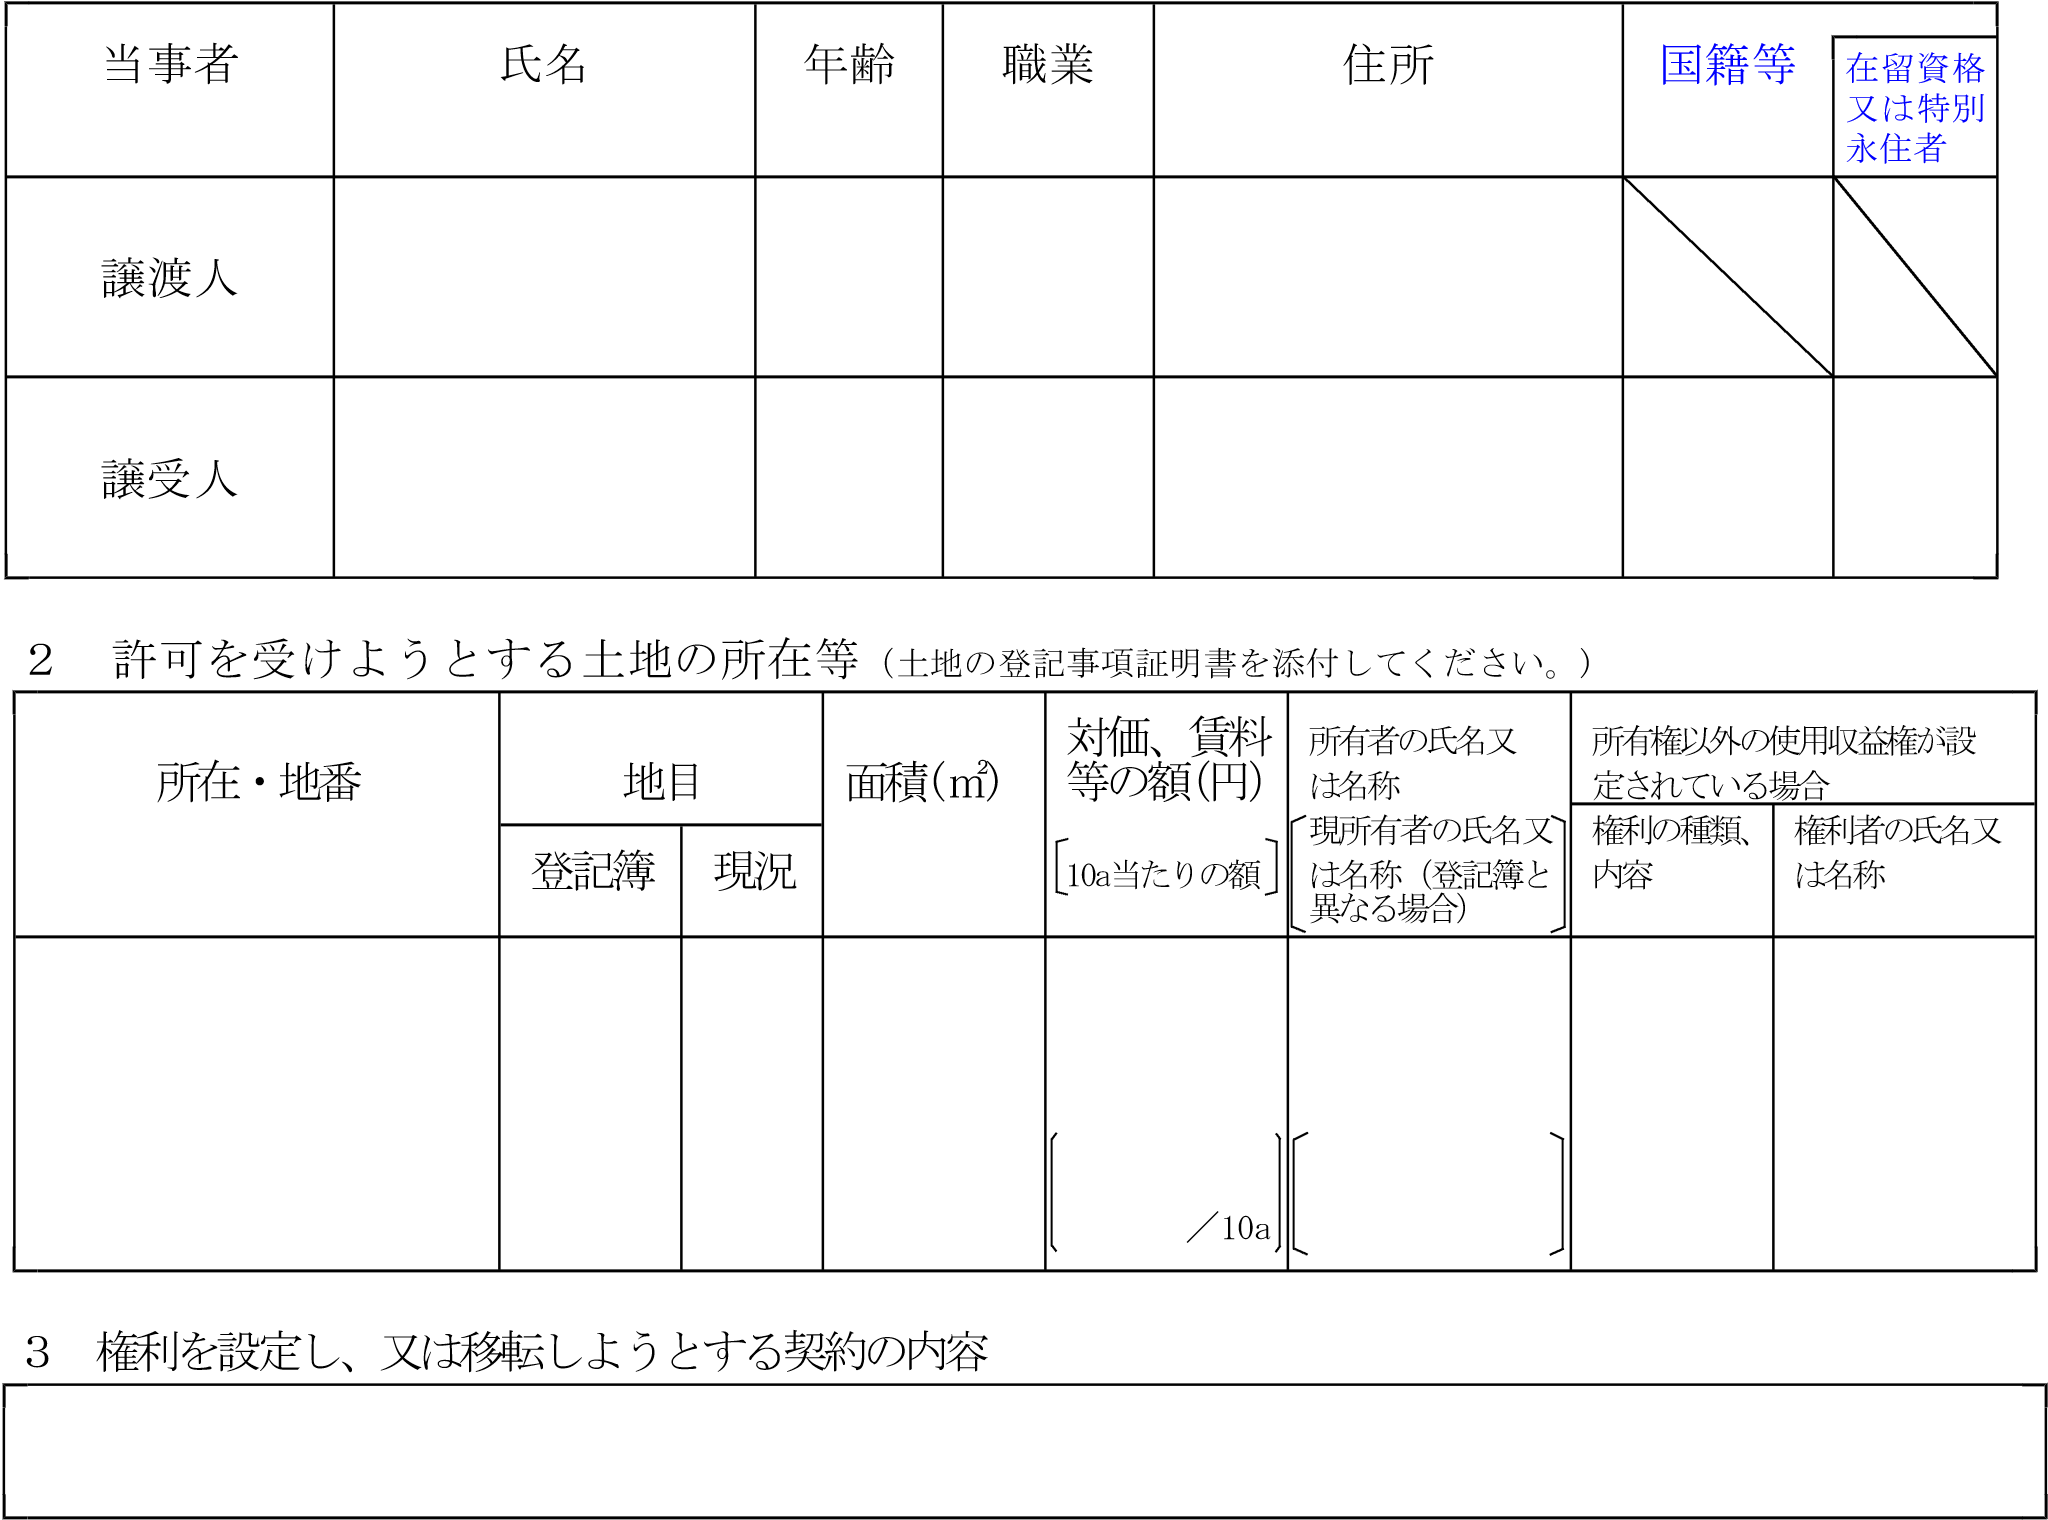 当事者 氏名 年齢 職業 住所 国籍等 在留資格
又は特別
永住者
譲渡人
譲受人
２　許可を受けようとする土地の所在等（土地の登記事項証明書を添付してください。）
所在・地番 地目 面積(㎡) 対価、賃料
等の額(円)
所有者の氏名又
は名称
所有権以外の使用収益権が設
定されている場合
登記簿 現況 〔10a当たりの額〕
〔現所有者の氏名又
は名称（登記簿と
異なる場合）〕
権利の種類、
内容
権利者の氏名又
は名称
〔 ／10a〕 〔 〕
３　権利を設定し、又は移転しようとする契約の内容